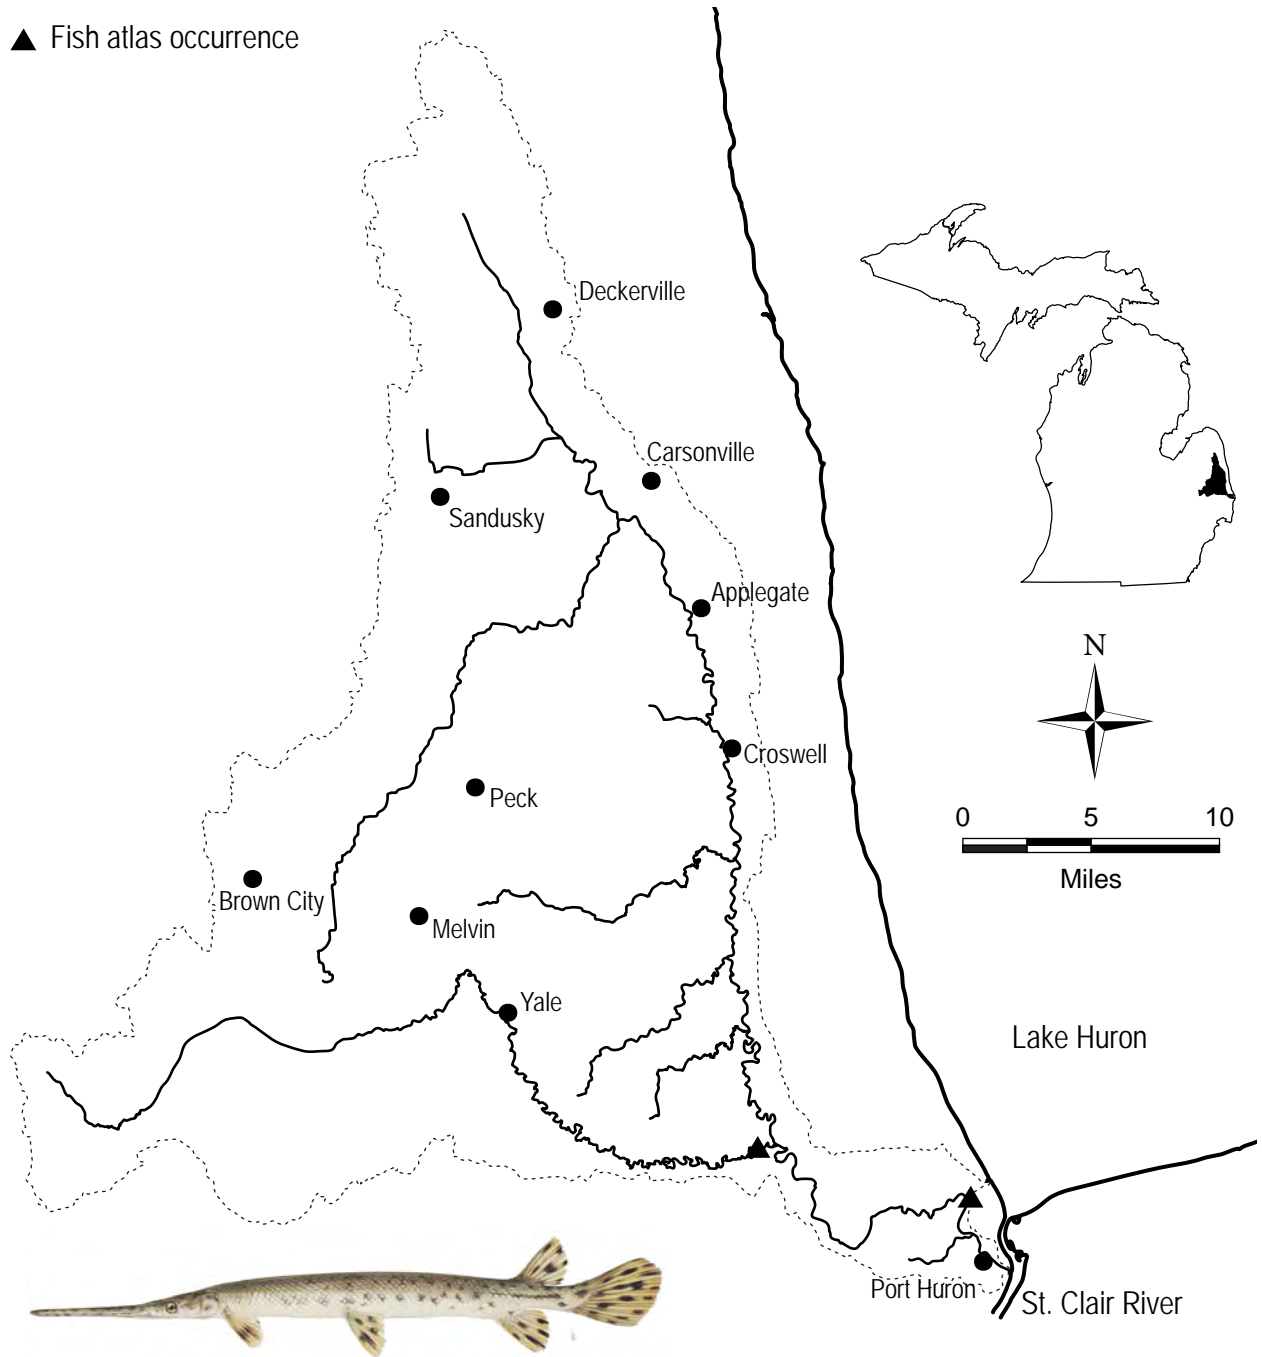 Fish atlas occurrence
Deckerville
Carsonville
Sandusky
Applegate
N
Croswell
Peck
0 5 10
Miles
Brown City
Melvin
Yale
Lake Huron
Port Huron
St. Clair River